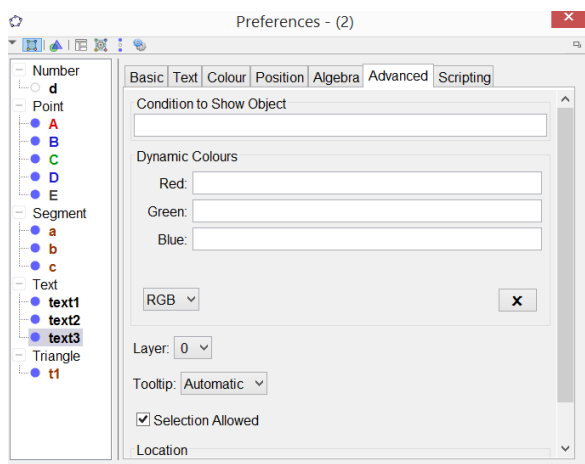 Preferences - (2)
Number
d
Point
A
B
C
D
E
Segment
a
b
c
Text
text1
text2
text3
Triangle
t1
Basic Text Colour Position Algebra Advanced Scripting
Condition to Show Object
Dynamic Colours
Red:
Green:
Blue:
RGB
x
Layer: 0
Tooltip: Automatic
Selection Allowed
Location